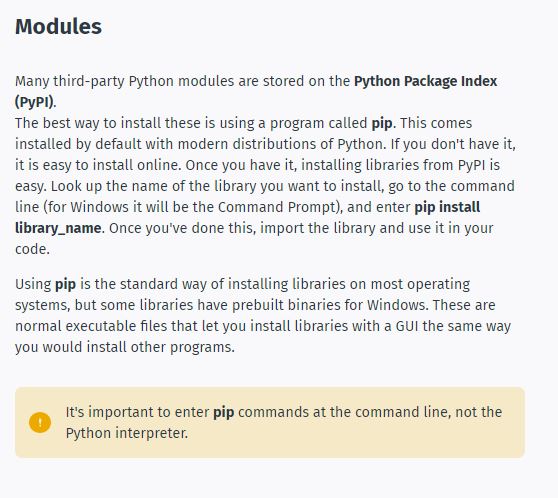 Modules
Many third-party Python modules are stored on the Python Package Index
(PyPI).
The best way to install these is using a program called pip. This comes
installed by default with modern distributions of Python. If you don't have it,
it is easy to install online. Once you have it, installing libraries from PyPI is
easy. Look up the name of the library you want to install, go to the command
line (for Windows it will be the Command Prompt), and enter pip install
library_name. Once you've done this, import the library and use it in your
code.
Using pip is the standard way of installing libraries on most operating
systems, but some libraries have prebuilt binaries for Windows. These are
normal executable files that let you install libraries with a GUI the same way
you would install other programs.
It's important to enter pip commands at the command line, not the
Python interpreter.